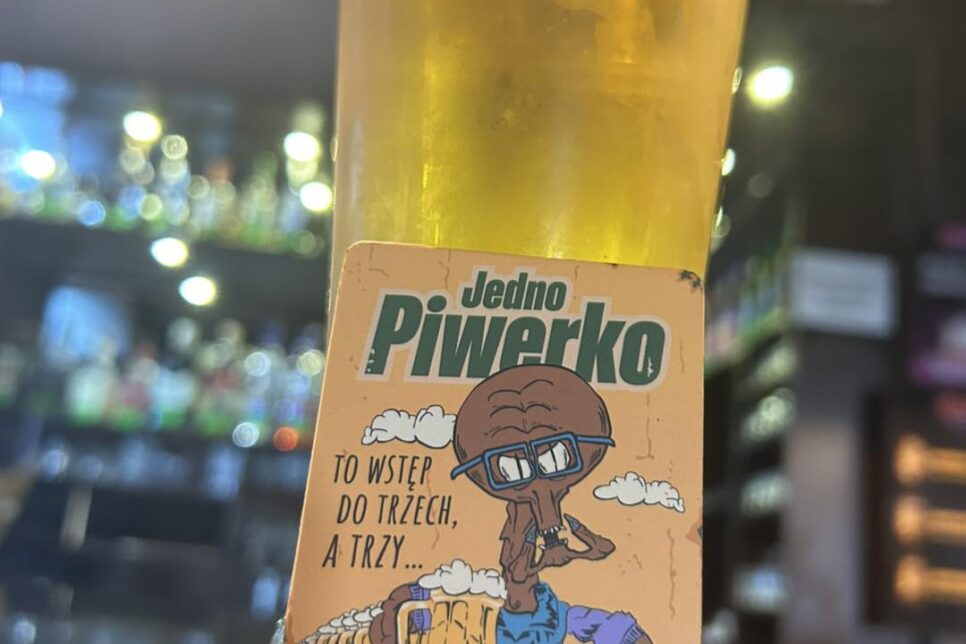 Jedno
Piwerko
TO WSTĘP
DO TRZECH,
A TRZY...